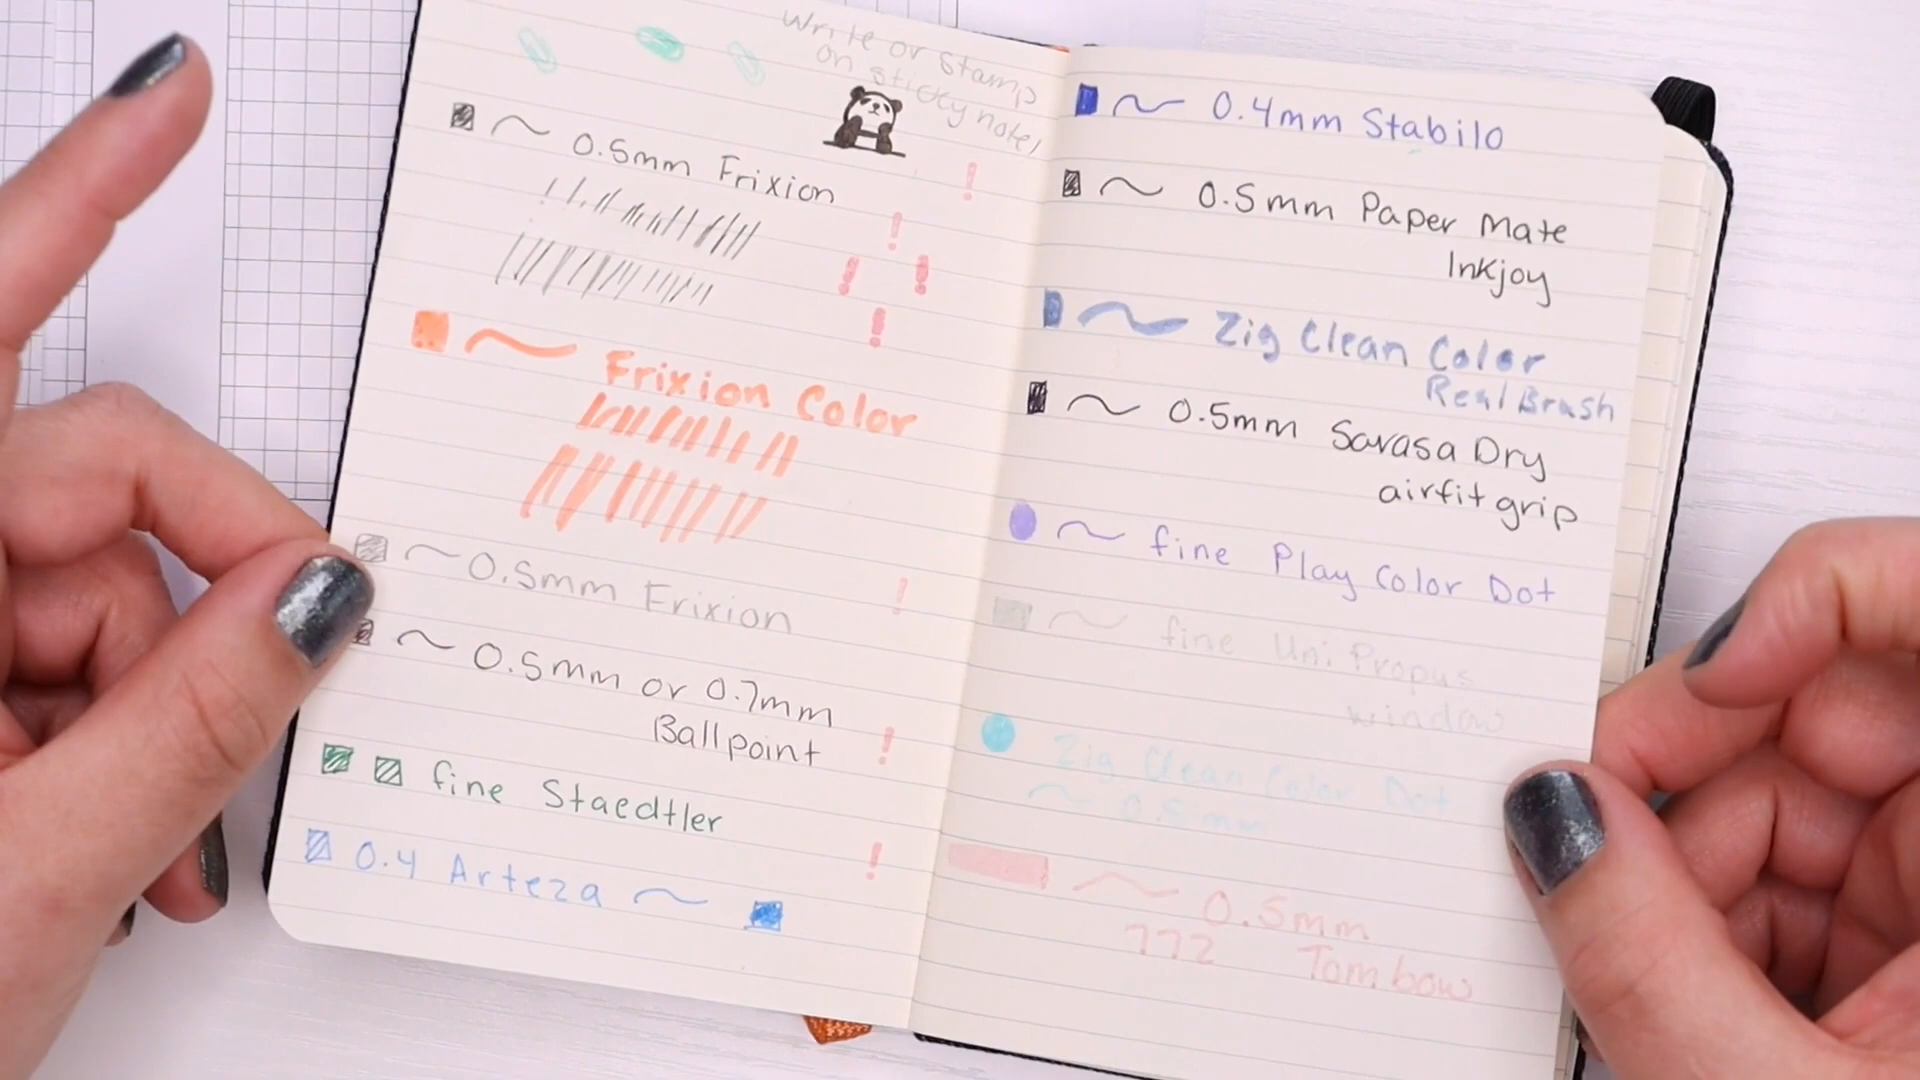 Write or stamp
on sticky note,
0.5mm Frixion
! ! ! ! !
Frixion Color
0.5mm Frixion !
0.5mm or 0.7mm
Ballpoint !
fine Staedtler
0.4 Arteza !
0.4mm Stabilo
0.5mm Paper Mate
Inkjoy
Zig Clean Color
Real Brush
0.5mm Sarasa Dry
airfit grip
fine Play Color Dot
fine Uni Propus
window
Zig Clean Color Dot
0.5mm
0.5mm
772 Tombow